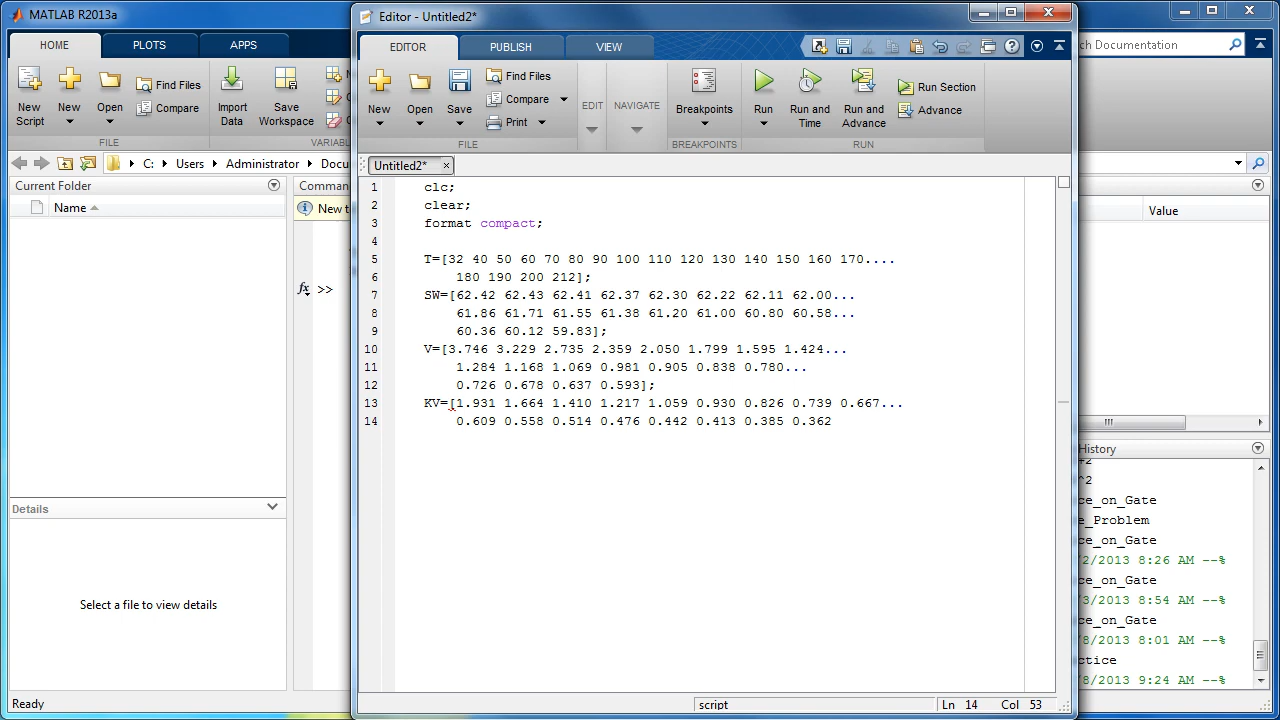 MATLAB R2013a
Editor - Untitled2*
HOME
PLOTS
APPS
EDITOR
PUBLISH
VIEW
ch Documentation
New Script
New
Open
Find Files
Compare
Import Data
Save Workspace
FILE
VARIABL
New
Open
Save
Find Files
Compare
Print
FILE
EDIT
NAVIGATE
Breakpoints
BREAKPOINTS
Run
Run and Time
Run and Advance
Run Section
Advance
RUN
C:
Users
Administrator
Docu
Untitled2*
Current Folder
Name
Comman
New t
fx >>
1 clc;
2 clear;
3 format compact;
4
5 T=[32 40 50 60 70 80 90 100 110 120 130 140 150 160 170....
6 180 190 200 212];
7 SW=[62.42 62.43 62.41 62.37 62.30 62.22 62.11 62.00...
8 61.86 61.71 61.55 61.38 61.20 61.00 60.80 60.58...
9 60.36 60.12 59.83];
10 V=[3.746 3.229 2.735 2.359 2.050 1.799 1.595 1.424...
11 1.284 1.168 1.069 0.981 0.905 0.838 0.780...
12 0.726 0.678 0.637 0.593];
13 KV=[1.931 1.664 1.410 1.217 1.059 0.930 0.826 0.739 0.667...
14 0.609 0.558 0.514 0.476 0.442 0.413 0.385 0.362
Value
History
+2
^2
ce_on_Gate
e_Problem
ce_on_Gate
/2/2013 8:26 AM --%
ce_on_Gate
/3/2013 8:54 AM --%
ce_on_Gate
/8/2013 8:01 AM --%
ctice
/8/2013 9:24 AM --%
Details
Select a file to view details
Ready
script
Ln 14 Col 53